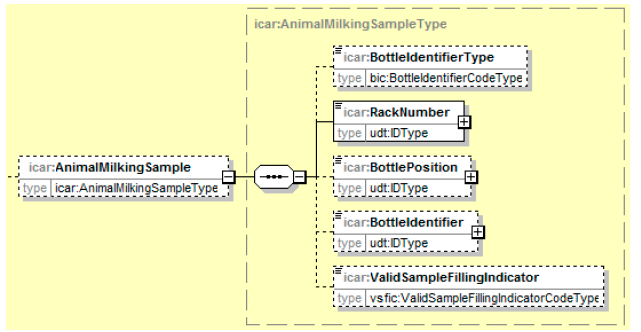 icar:AnimalMilkingSampleType
icar:BottleIdentifierType
type bic:BottleIdentifierCodeType
icar:RackNumber
type udt:IDType
icar:AnimalMilkingSample
type icar:AnimalMilkingSampleType
icar:BottlePosition
type udt:IDType
icar:BottleIdentifier
type udt:IDType
icar:ValidSampleFillingIndicator
type vsfic:ValidSampleFillingIndicatorCodeType